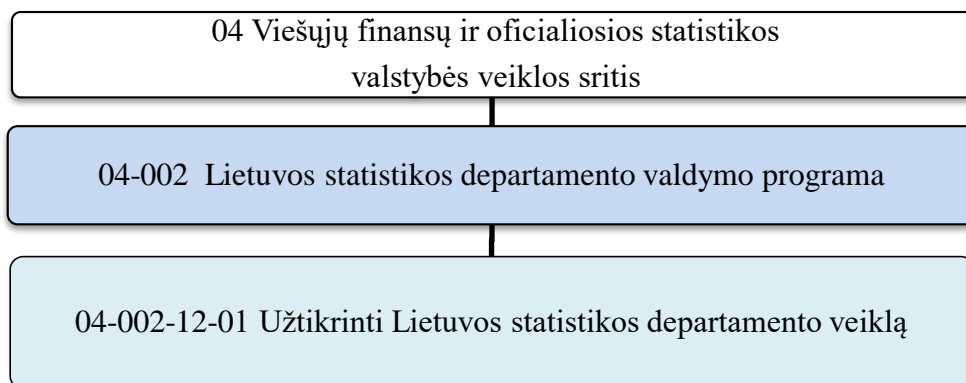 04 Viešųjų finansų ir oficialiosios statistikos
valstybės veiklos sritis
04-002  Lietuvos statistikos departamento valdymo programa
04-002-12-01 Užtikrinti Lietuvos statistikos departamento veiklą